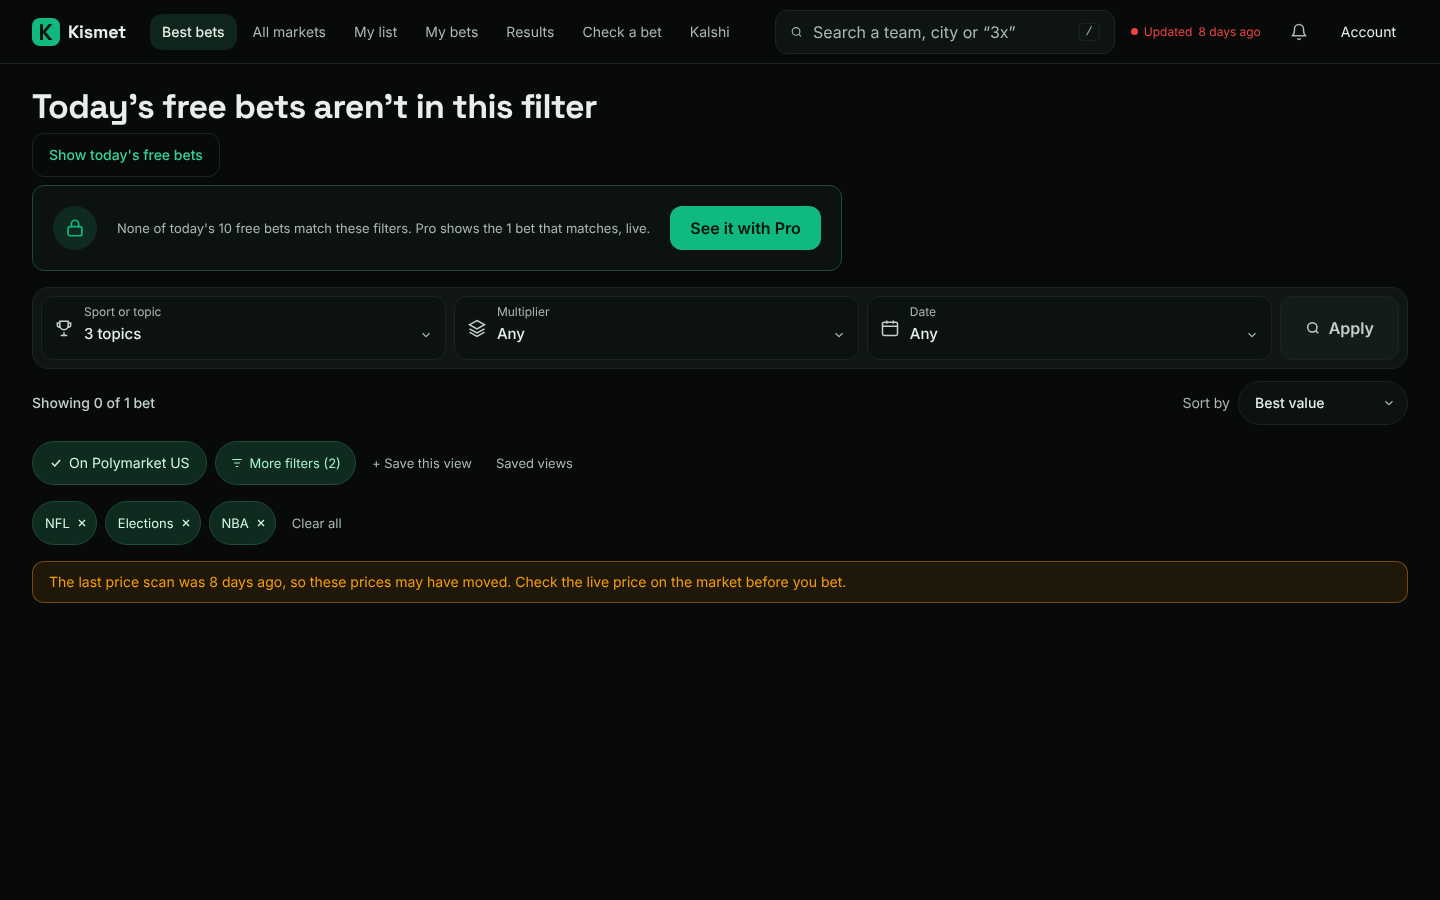 Kismet
Best bets
All markets
My list
My bets
Results
Check a bet
Kalshi
Search a team, city or “3x”
/
Updated 8 days ago
Account
Today’s free bets aren’t in this filter
Show today's free bets
None of today's 10 free bets match these filters. Pro shows the 1 bet that matches, live.
See it with Pro
Sport or topic
3 topics
Multiplier
Any
Date
Any
Apply
Showing 0 of 1 bet
Sort by
Best value
On Polymarket US
More filters (2)
+ Save this view
Saved views
NFL ×
Elections ×
NBA ×
Clear all
The last price scan was 8 days ago, so these prices may have moved. Check the live price on the market before you bet.